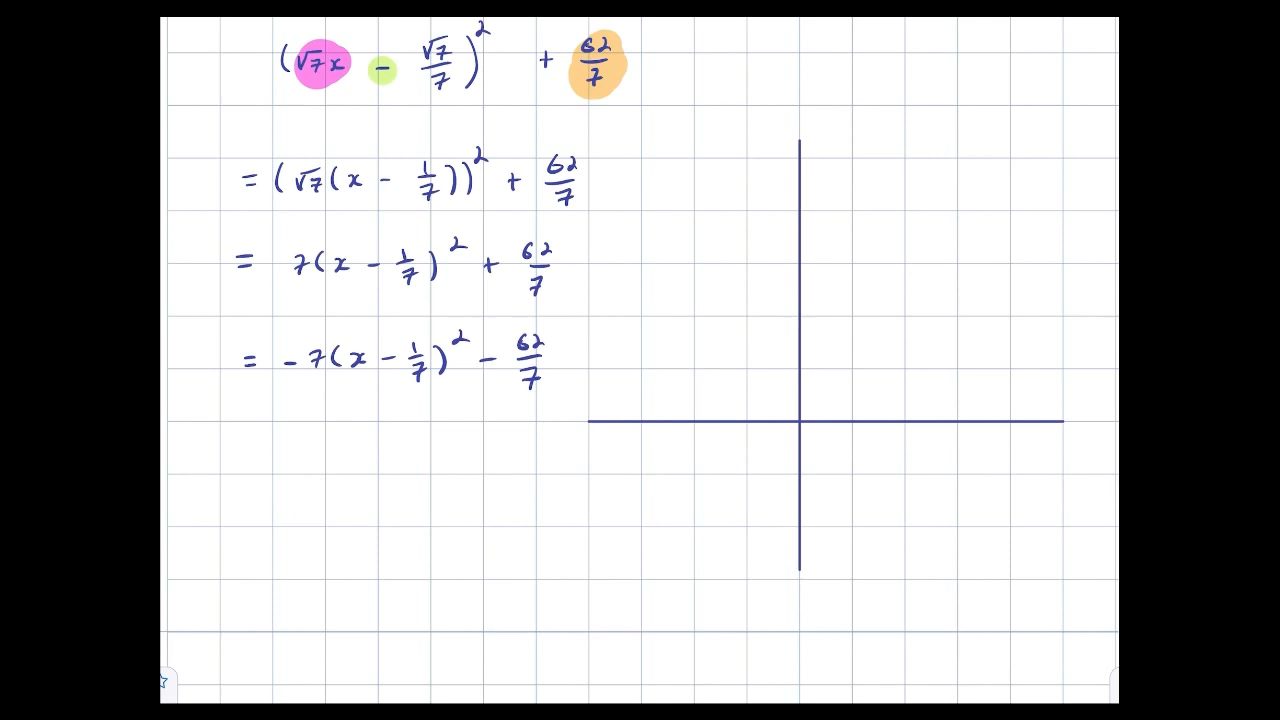 (√7x - √7/7)² + 62/7
= (√7(x - 1/7))² + 62/7
= 7(x - 1/7)² + 62/7
= -7(x - 1/7)² - 62/7